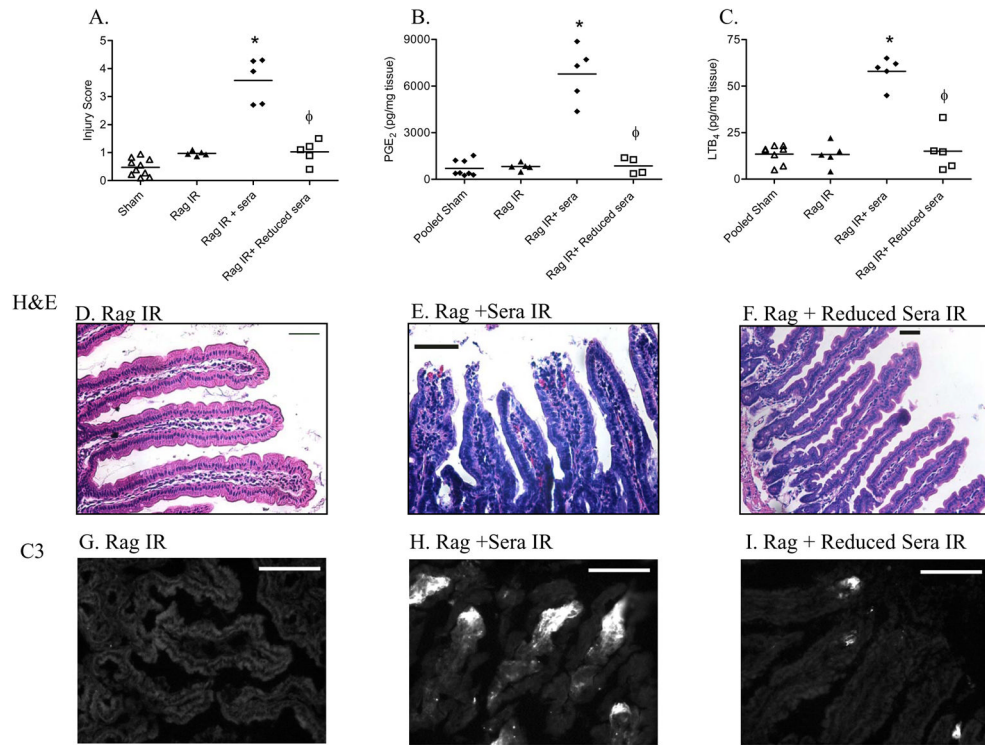 A.
Injury Score
5
4
3
2
1
0
*
ϕ
Sham
Rag IR
Rag IR + sera
Rag IR+ Reduced sera
B.
PGE₂ (pg/mg tissue)
9000
6000
3000
0
*
ϕ
Pooled Sham
Rag IR
Rag IR + sera
Rag IR+ Reduced sera
C.
LTB₄ (pg/mg tissue)
75
50
25
0
*
ϕ
Pooled Sham
Rag IR
Rag IR + sera
Rag IR+ Reduced sera
H&E
D. Rag IR
E. Rag +Sera IR
F. Rag + Reduced Sera IR
C3
G. Rag IR
H. Rag +Sera IR
I. Rag + Reduced Sera IR